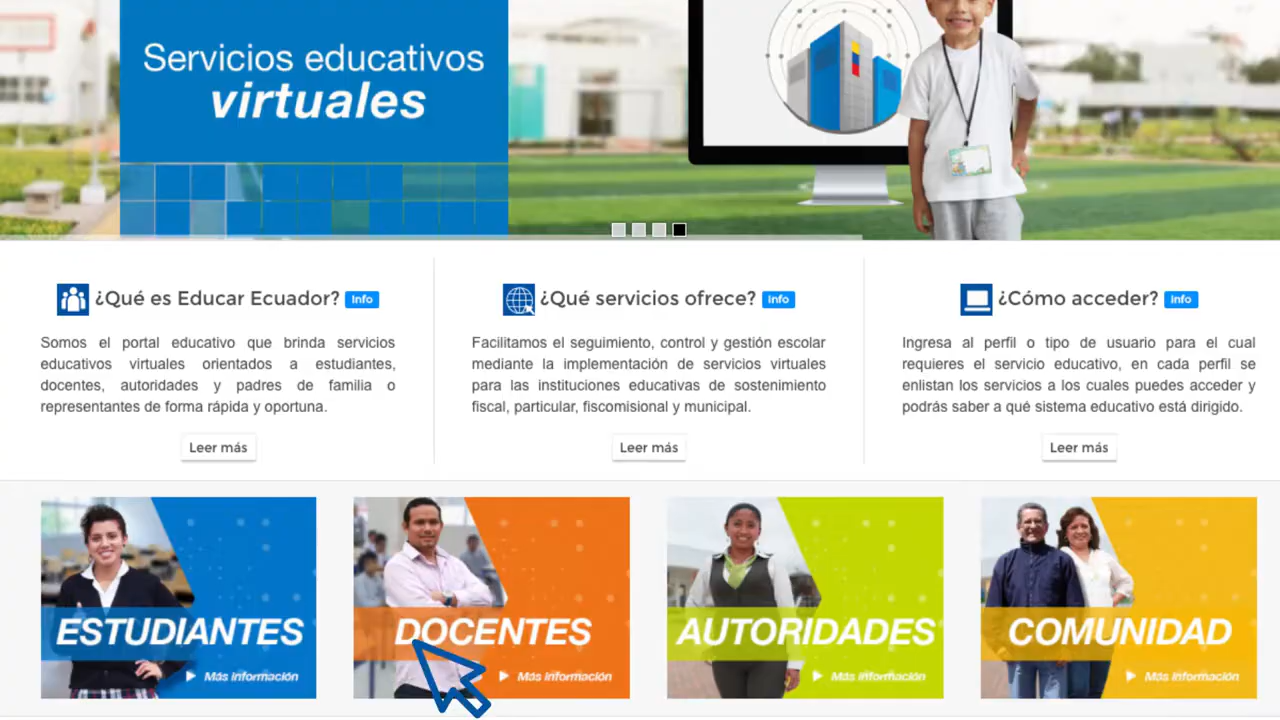 Servicios educativos
virtuales
¿Qué es Educar Ecuador? Info
Somos el portal educativo que brinda servicios
educativos virtuales orientados a estudiantes,
docentes, autoridades y padres de familia o
representantes de forma rápida y oportuna.
Leer más
¿Qué servicios ofrece? Info
Facilitamos el seguimiento, control y gestión escolar
mediante la implementación de servicios virtuales
para las instituciones educativas de sostenimiento
fiscal, particular, fiscomisional y municipal.
Leer más
¿Cómo acceder? Info
Ingresa al perfil o tipo de usuario para el cual
requieres el servicio educativo, en cada perfil se
enlistan los servicios a los cuales puedes acceder y
podrás saber a qué sistema educativo está dirigido.
Leer más
ESTUDIANTES
Más información
DOCENTES
Más información
AUTORIDADES
Más información
COMUNIDAD
Más información